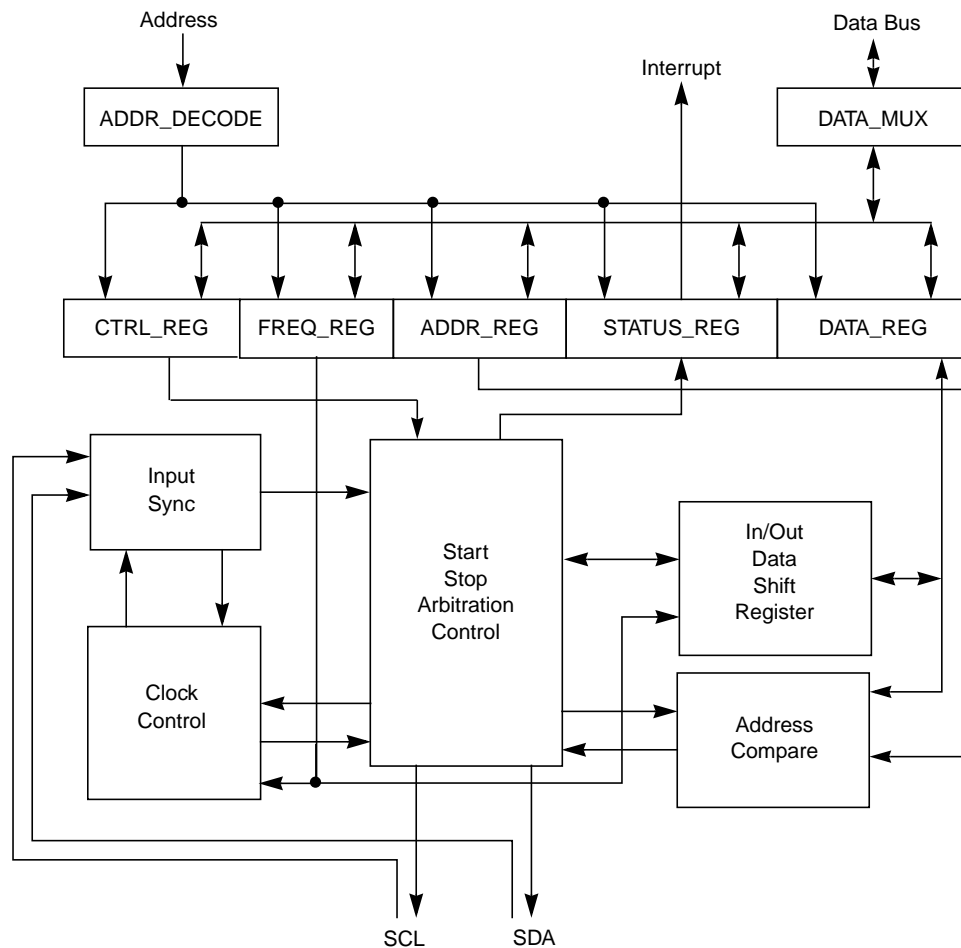 Address
Data Bus
Interrupt
ADDR_DECODE
DATA_MUX
CTRL_REG
FREQ_REG
ADDR_REG
STATUS_REG
DATA_REG
Input
Sync
Start
Stop
Arbitration
Control
In/Out
Data
Shift
Register
Clock
Control
Address
Compare
SCL
SDA